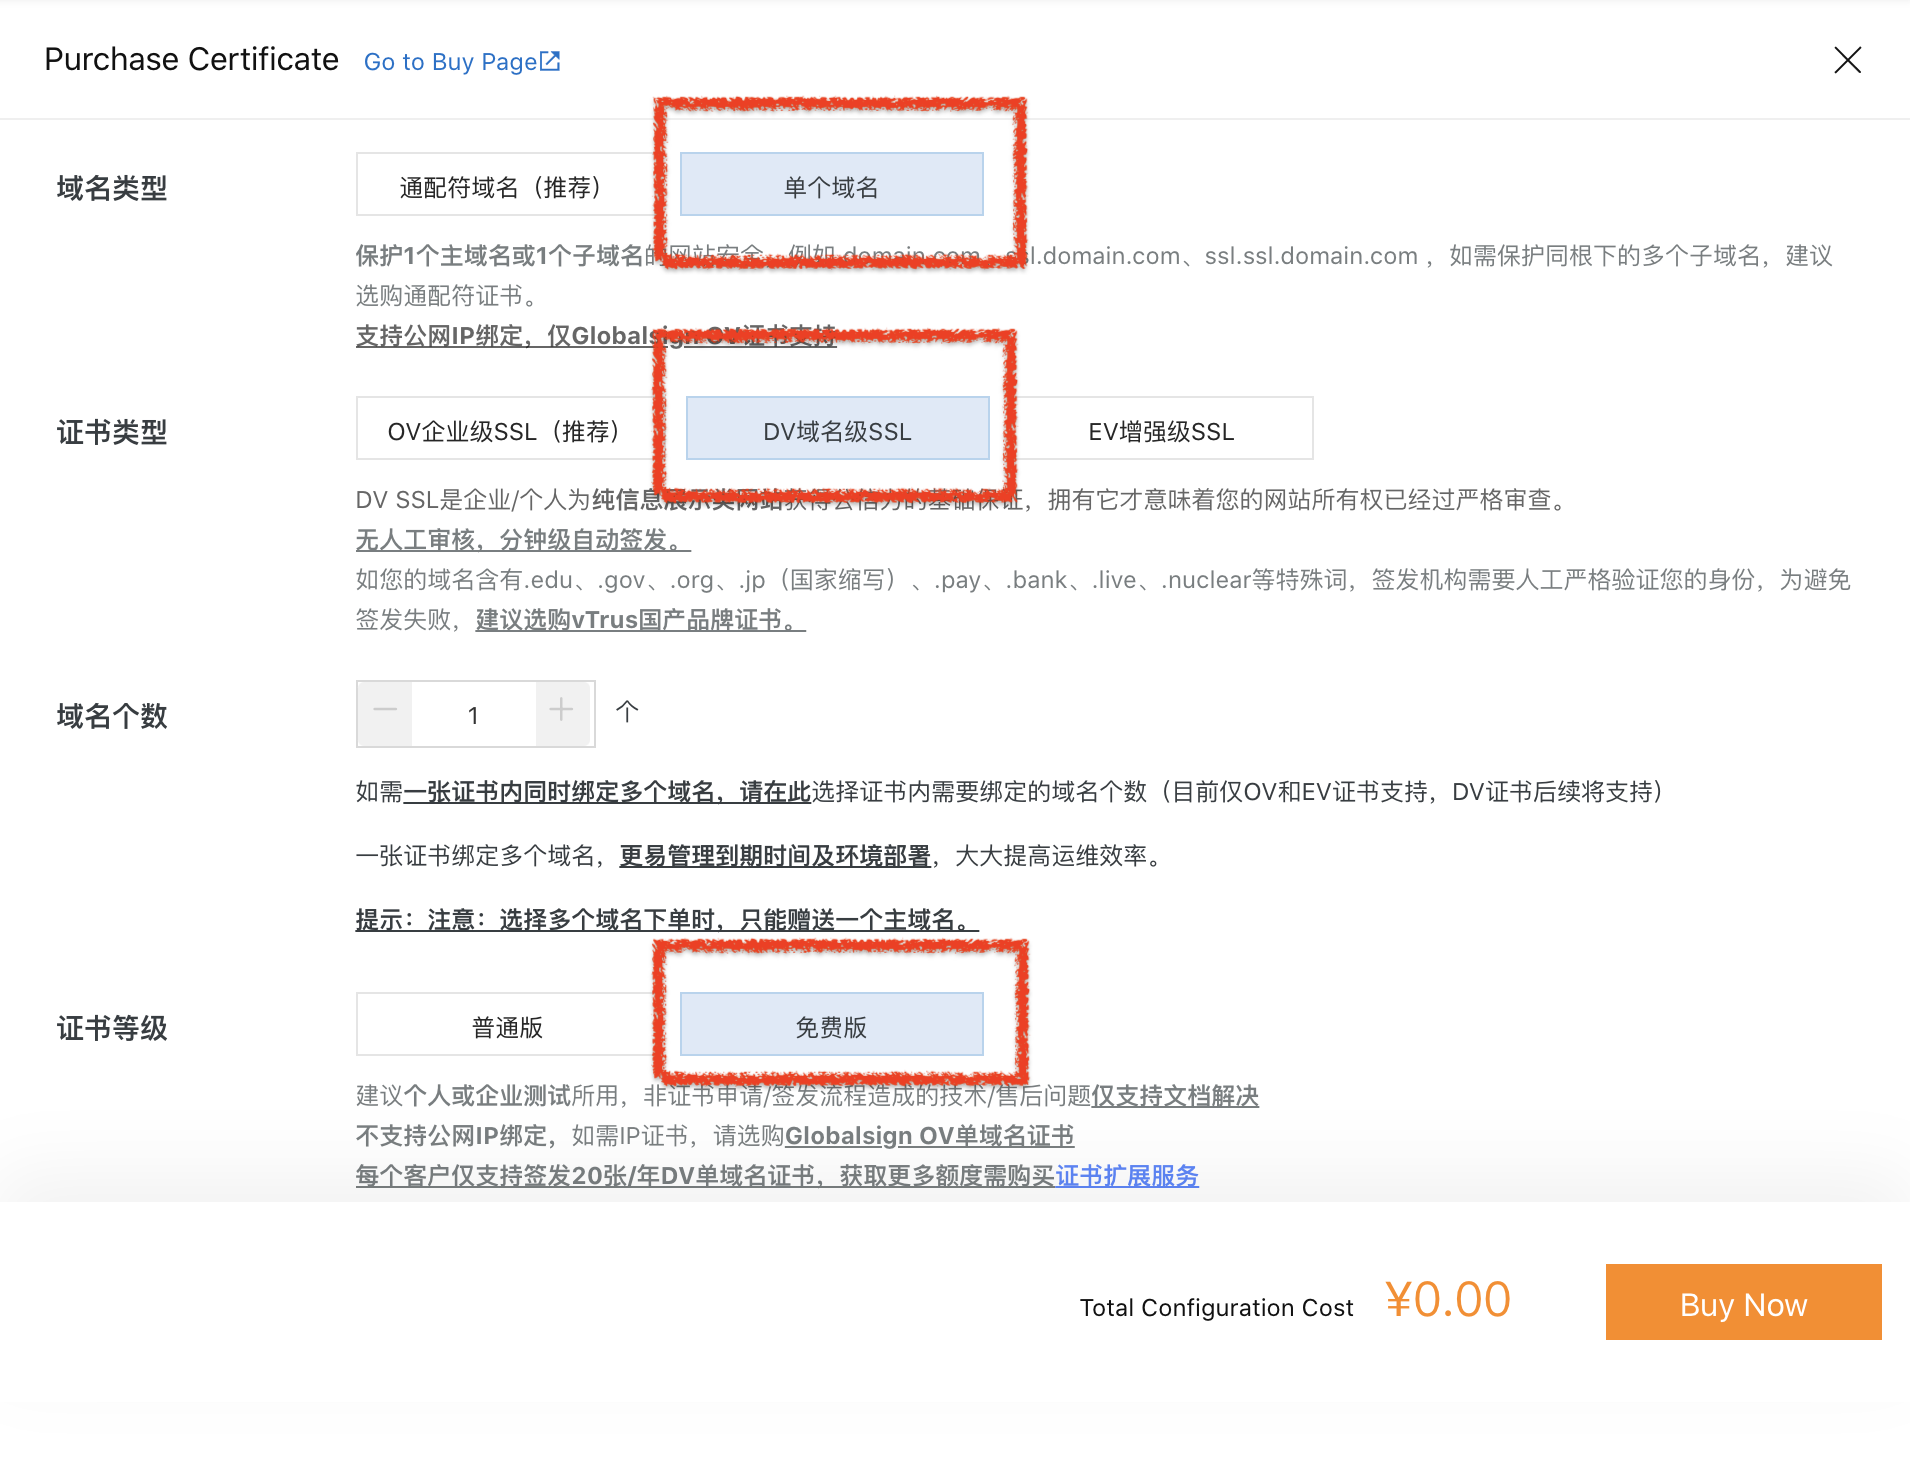 Purchase Certificate Go to Buy Page
域名类型
通配符域名（推荐） 单个域名
保护1个主域名或1个子域名的网站安全，例如 domain.com、ssl.domain.com、ssl.ssl.domain.com ，如需保护同根下的多个子域名，建议
选购通配符证书。
支持公网IP绑定，仅Globalsign OV证书支持
证书类型
OV企业级SSL（推荐） DV域名级SSL EV增强级SSL
DV SSL是企业/个人为纯信息展示类网站获得公信力的基础保证，拥有它才意味着您的网站所有权已经过严格审查。
无人工审核，分钟级自动签发。
如您的域名含有.edu、.gov、.org、.jp（国家缩写）、.pay、.bank、.live、.nuclear等特殊词，签发机构需要人工严格验证您的身份，为避免
签发失败，建议选购vTrus国产品牌证书。
域名个数
1 个
如需一张证书内同时绑定多个域名，请在此选择证书内需要绑定的域名个数（目前仅OV和EV证书支持，DV证书后续将支持）
一张证书绑定多个域名，更易管理到期时间及环境部署，大大提高运维效率。
提示：注意：选择多个域名下单时，只能赠送一个主域名。
证书等级
普通版 免费版
建议个人或企业测试所用，非证书申请/签发流程造成的技术/售后问题仅支持文档解决
不支持公网IP绑定，如需IP证书，请选购Globalsign OV单域名证书
每个客户仅支持签发20张/年DV单域名证书，获取更多额度需购买证书扩展服务
Total Configuration Cost ¥0.00 Buy Now